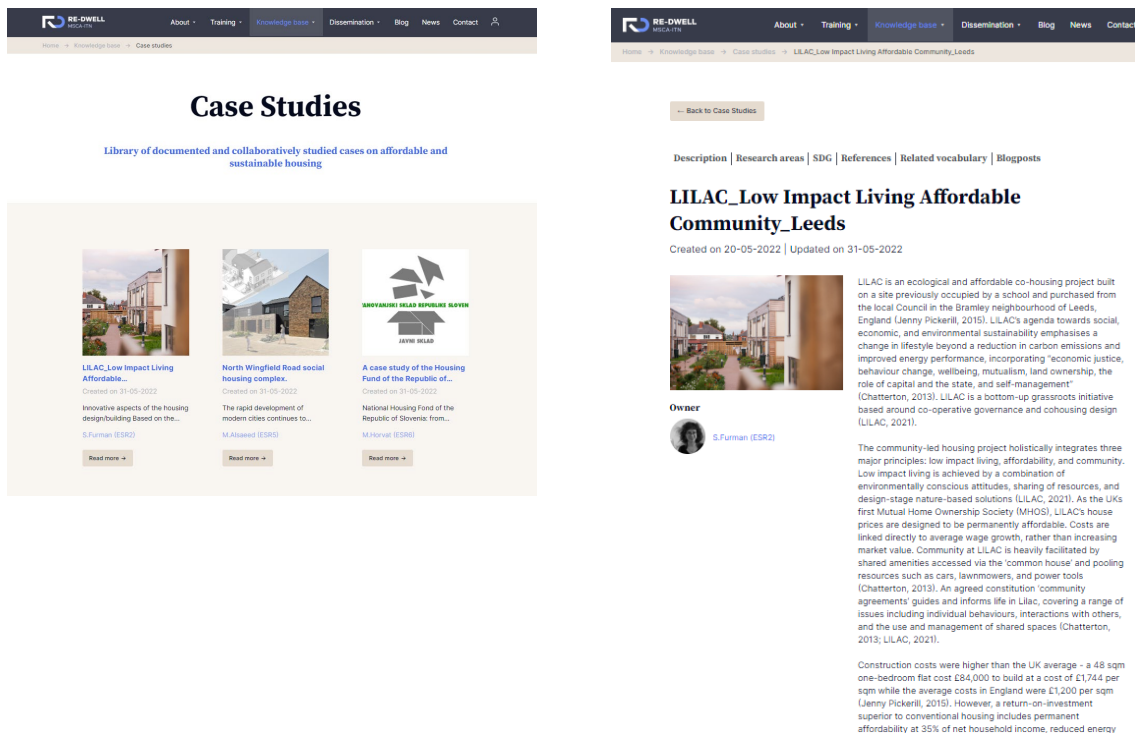 RE-DWELL
MSCA-ITN
About Training Knowledge base Dissemination Blog News Contact
Home → Knowledge base → Case studies
Case Studies
Library of documented and collaboratively studied cases on affordable and
sustainable housing
LILAC_Low Impact Living
Affordable...
Created on 31-05-2022
Innovative aspects of the housing
design/building Based on the...
S.Furman (ESR2)
Read more →
North Wingfield Road social
housing complex.
Created on 31-05-2022
The rapid development of
modern cities continues to...
M.Alsaeed (ESR5)
Read more →
ANOVANJSKI SKLAD REPUBLIKE SLOVEN
JAVNI SKLAD
A case study of the Housing
Fund of the Republic of...
Created on 31-05-2022
National Housing Fund of the
Republic of Slovenia: from...
M.Horvat (ESR6)
Read more →
RE-DWELL
MSCA-ITN
About Training Knowledge base Dissemination Blog News Contact
Home → Knowledge base → Case studies → LILAC_Low Impact Living Affordable Community_Leeds
← Back to Case Studies
Description | Research areas | SDG | References | Related vocabulary | Blogposts
LILAC_Low Impact Living Affordable
Community_Leeds
Created on 20-05-2022 | Updated on 31-05-2022
Owner
S.Furman (ESR2)
LILAC is an ecological and affordable co-housing project built
on a site previously occupied by a school and purchased from
the local Council in the Bramley neighbourhood of Leeds,
England (Jenny Pickerill, 2015). LILAC's agenda towards social,
economic, and environmental sustainability emphasises a
change in lifestyle beyond a reduction in carbon emissions and
improved energy performance, incorporating "economic justice,
behaviour change, wellbeing, mutualism, land ownership, the
role of capital and the state, and self-management"
(Chatterton, 2013). LILAC is a bottom-up grassroots initiative
based around co-operative governance and cohousing design
(LILAC, 2021).
The community-led housing project holistically integrates three
major principles: low impact living, affordability, and community.
Low impact living is achieved by a combination of
environmentally conscious attitudes, sharing of resources, and
design-stage nature-based solutions (LILAC, 2021). As the UKs
first Mutual Home Ownership Society (MHOS), LILAC's house
prices are designed to be permanently affordable. Costs are
linked directly to average wage growth, rather than increasing
market value. Community at LILAC is heavily facilitated by
shared amenities accessed via the 'common house' and pooling
resources such as cars, lawnmowers, and power tools
(Chatterton, 2013). An agreed constitution 'community
agreements' guides and informs life in Lilac, covering a range of
issues including individual behaviours, interactions with others,
and the use and management of shared spaces (Chatterton,
2013; LILAC, 2021).
Construction costs were higher than the UK average - a 48 sqm
one-bedroom flat cost £84,000 to build at a cost of £1,744 per
sqm while the average costs in England were £1,200 per sqm
(Jenny Pickerill, 2015). However, a return-on-investment
superior to conventional housing includes permanent
affordability at 35% of net household income, reduced energy